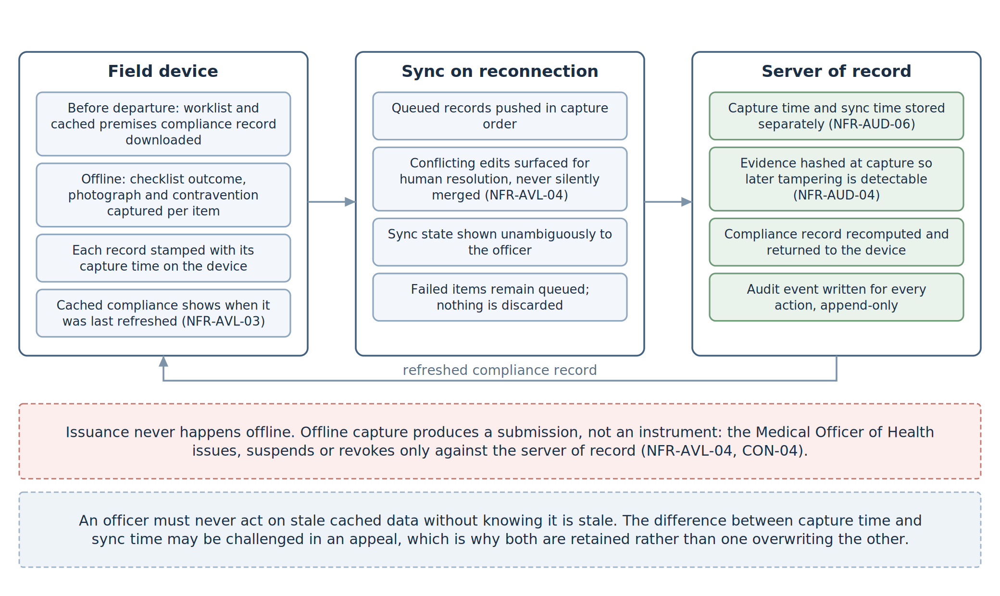 Field device
Before departure: worklist and
cached premises compliance record
downloaded
Offline: checklist outcome,
photograph and contravention
captured per item
Each record stamped with its
capture time on the device
Cached compliance shows when it
was last refreshed (NFR-AVL-03)
Sync on reconnection
Queued records pushed in capture
order
Conflicting edits surfaced for
human resolution, never silently
merged (NFR-AVL-04)
Sync state shown unambiguously to
the officer
Failed items remain queued;
nothing is discarded
Server of record
Capture time and sync time stored
separately (NFR-AUD-06)
Evidence hashed at capture so
later tampering is detectable
(NFR-AUD-04)
Compliance record recomputed and
returned to the device
Audit event written for every
action, append-only
refreshed compliance record
Issuance never happens offline. Offline capture produces a submission, not an instrument: the Medical Officer of Health
issues, suspends or revokes only against the server of record (NFR-AVL-04, CON-04).
An officer must never act on stale cached data without knowing it is stale. The difference between capture time and
sync time may be challenged in an appeal, which is why both are retained rather than one overwriting the other.